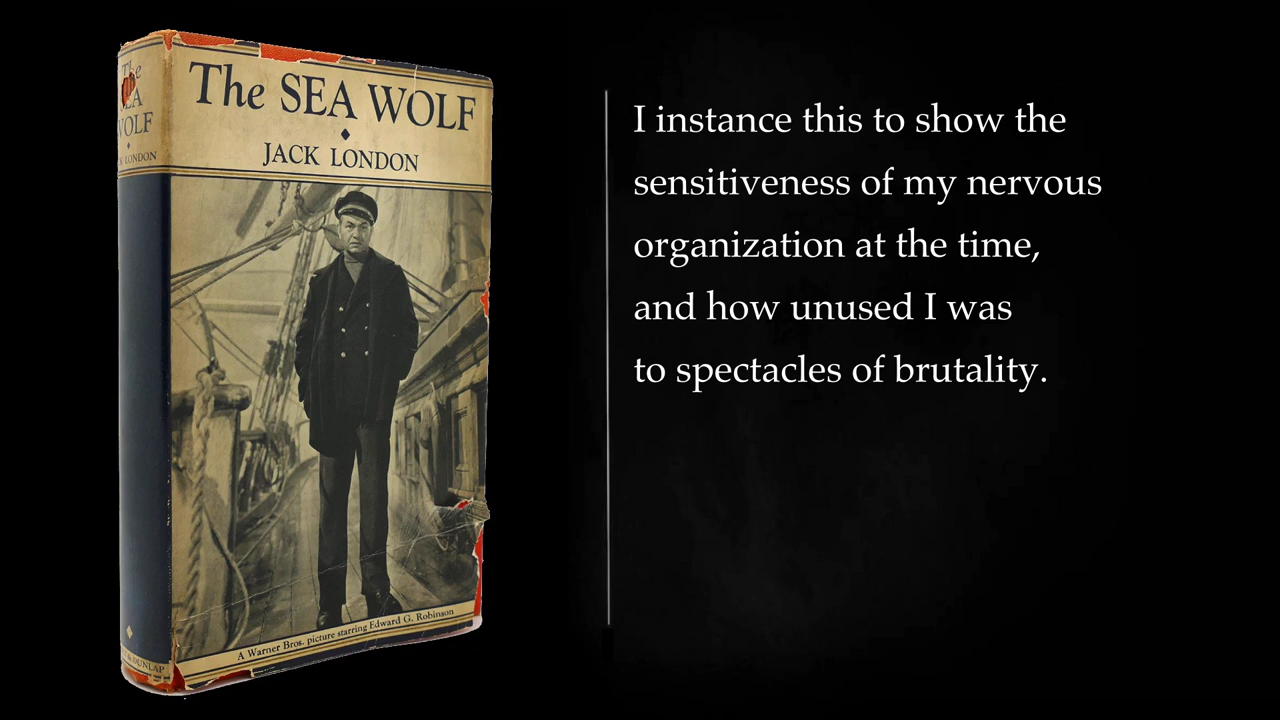 The
SEA
WOLF
LONDON
The SEA WOLF
JACK LONDON
A Warner Bros. picture starring Edward G. Robinson
DUNLAP
I instance this to show the
sensitiveness of my nervous
organization at the time,
and how unused I was
to spectacles of brutality.